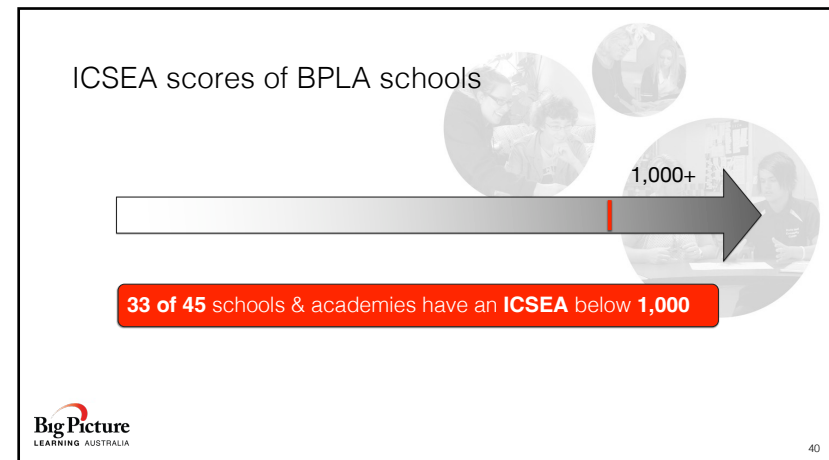 ICSEA scores of BPLA schools
1,000+
33 of 45 schools & academies have an ICSEA below 1,000
Big Picture
LEARNING AUSTRALIA
40